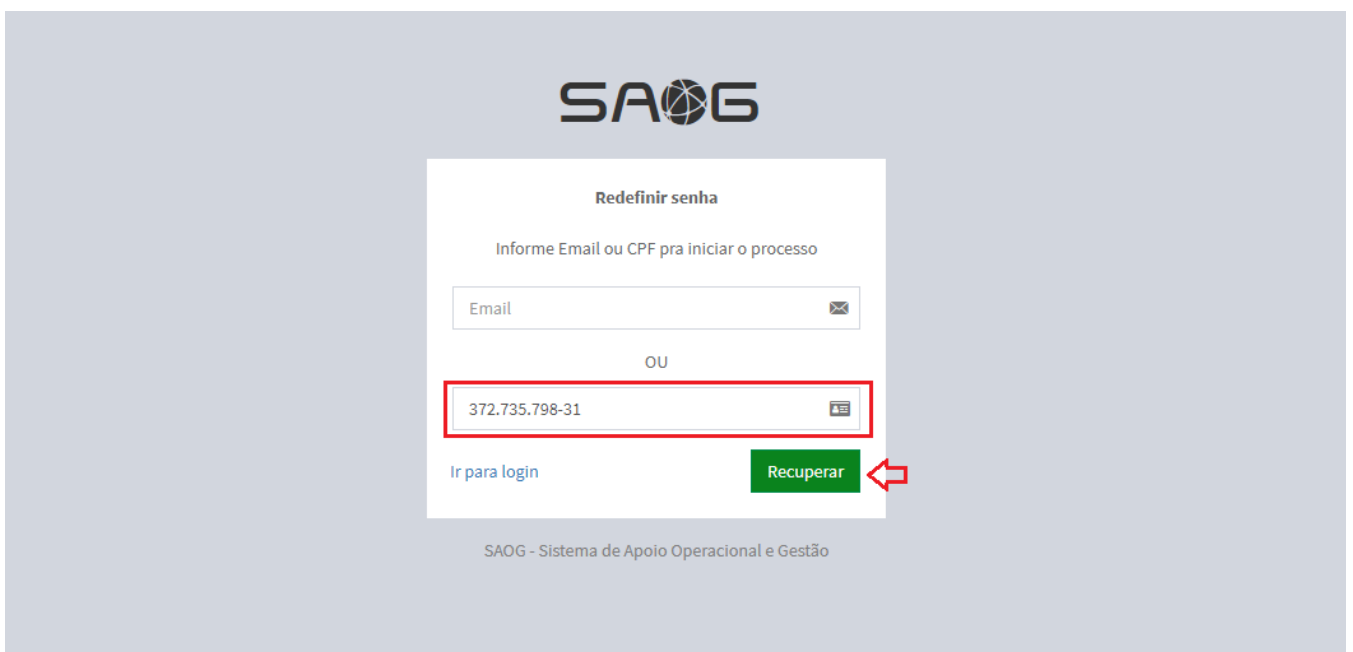 SAOG
Redefinir senha
Informe Email ou CPF pra iniciar o processo
Email
OU
372.735.798-31
Ir para login
Recuperar
SAOG - Sistema de Apoio Operacional e Gestão